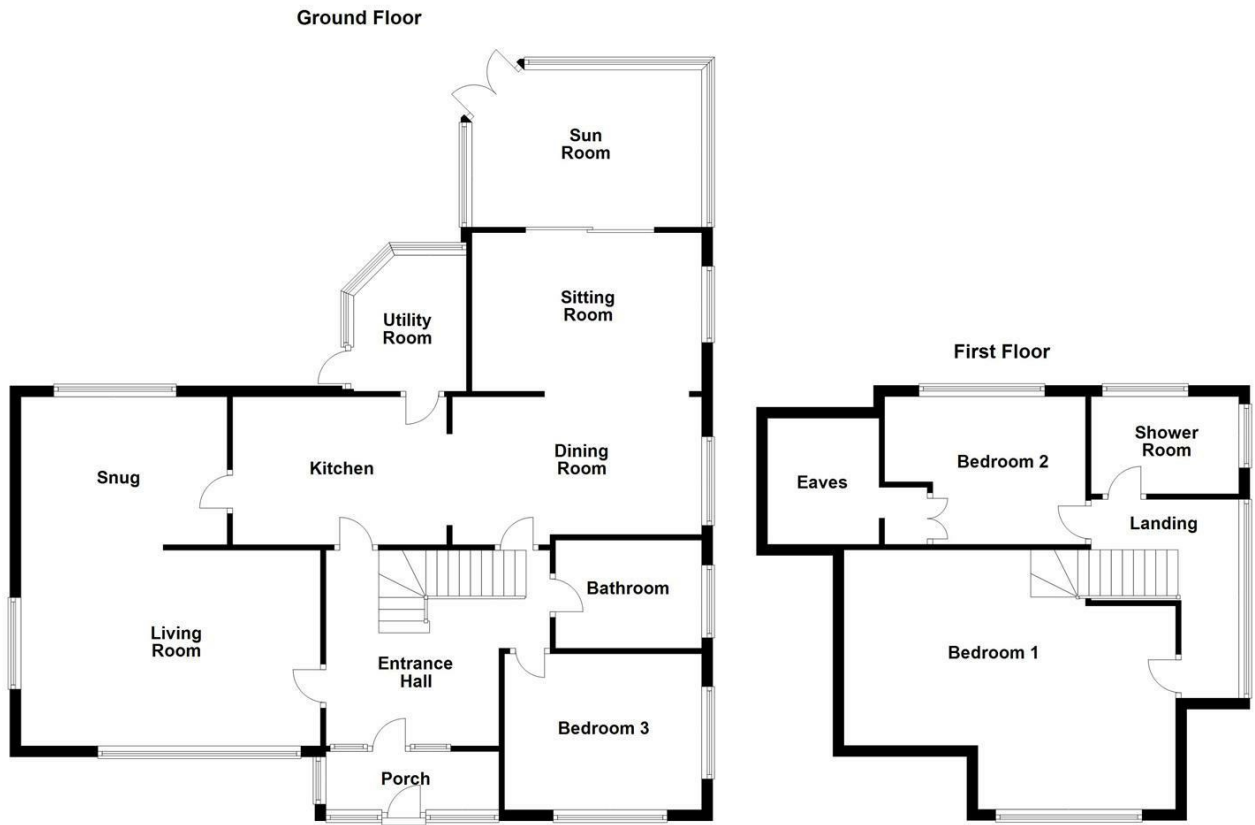 Ground Floor
Sun
Room
Sitting
Room
Utility
Room
Snug
Kitchen
Dining
Room
Bathroom
Living
Room
Entrance
Hall
Bedroom 3
Porch
First Floor
Shower
Room
Bedroom 2
Eaves
Landing
Bedroom 1